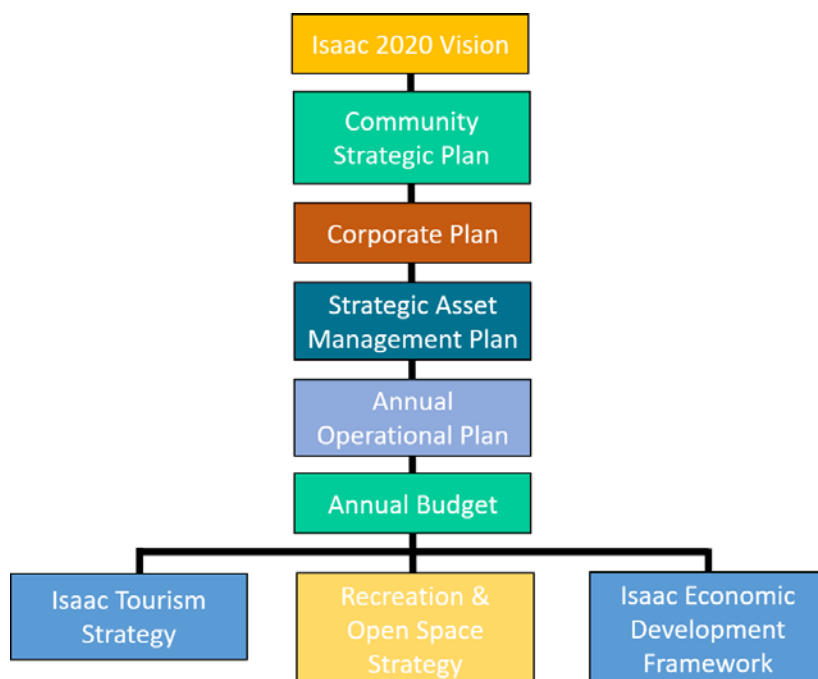 Isaac 2020 Vision
Community
Strategic Plan
Corporate Plan
Strategic Asset
Management Plan
Annual
Operational Plan
Annual Budget
Isaac Tourism
Strategy
Recreation &
Open Space
Strategy
Isaac Economic
Development
Framework